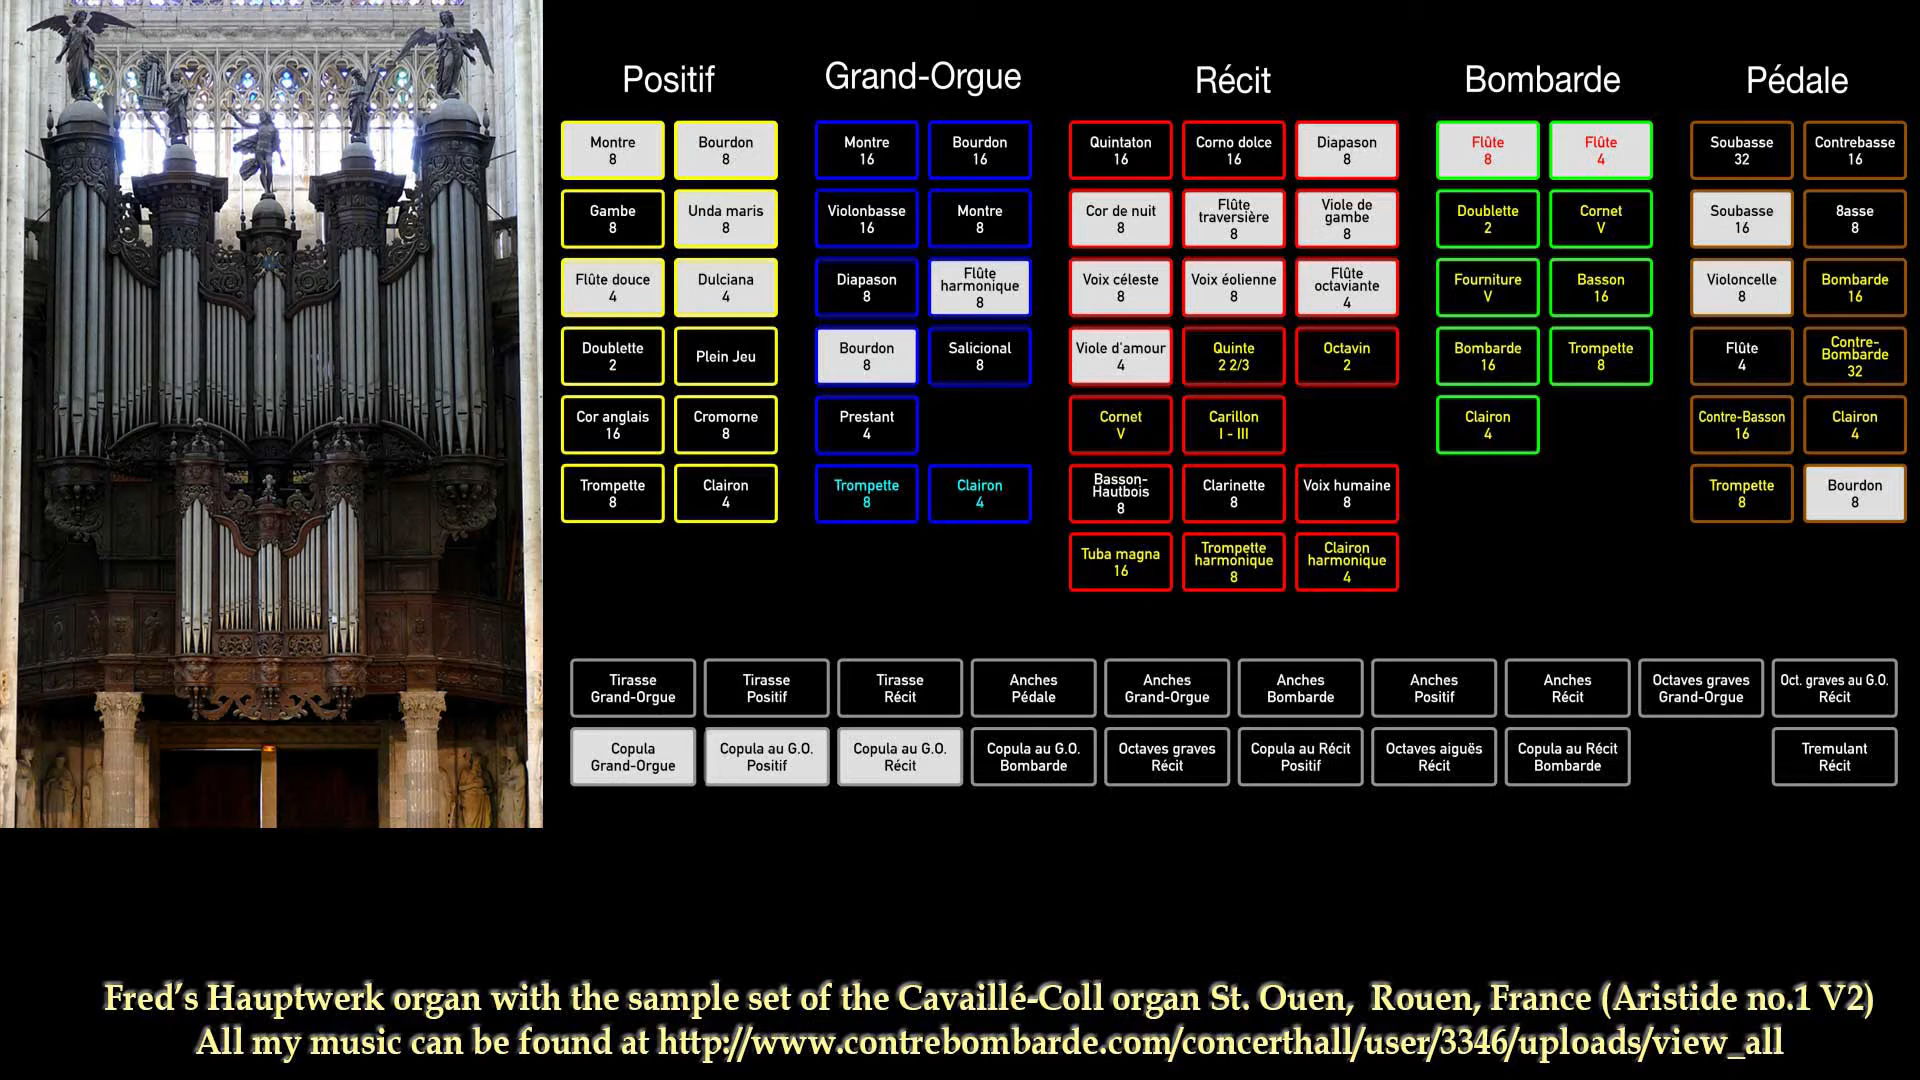 Positif
Grand-Orgue
Récit
Bombarde
Pédale
Montre
8
Bourdon
8
Gambe
8
Unda maris
8
Flûte douce
4
Dulciana
4
Doublette
2
Plein Jeu
Cor anglais
16
Cromorne
8
Trompette
8
Clairon
4
Montre
16
Bourdon
16
Violonbasse
16
Montre
8
Diapason
8
Flûte
harmonique
8
Bourdon
8
Salicional
8
Prestant
4
Trompette
8
Clairon
4
Quintaton
16
Corno dolce
16
Diapason
8
Cor de nuit
8
Flûte
traversière
8
Viole de
gambe
8
Voix céleste
8
Voix éolienne
8
Flûte
octaviante
4
Viole d'amour
4
Quinte
2 2/3
Octavin
2
Cornet
V
Carillon
I - III
Basson-
Hautbois
8
Clarinette
8
Voix humaine
8
Tuba magna
16
Trompette
harmonique
8
Clairon
harmonique
4
Flûte
8
Flûte
4
Doublette
2
Cornet
V
Fourniture
V
Basson
16
Bombarde
16
Trompette
8
Clairon
4
Soubasse
32
Contrebasse
16
Soubasse
16
8asse
8
Violoncelle
8
Bombarde
16
Flûte
4
Contre-
Bombarde
32
Contre-Basson
16
Clairon
4
Trompette
8
Bourdon
8
Tirasse
Grand-Orgue
Tirasse
Positif
Tirasse
Récit
Anches
Pédale
Anches
Grand-Orgue
Anches
Bombarde
Anches
Positif
Anches
Récit
Octaves graves
Grand-Orgue
Oct. graves au G.O.
Récit
Copula
Grand-Orgue
Copula au G.O.
Positif
Copula au G.O.
Récit
Copula au G.O.
Bombarde
Octaves graves
Récit
Copula au Récit
Positif
Octaves aiguës
Récit
Copula au Récit
Bombarde
Tremulant
Récit
Fred's Hauptwerk organ with the sample set of the Cavaillé-Coll organ St. Ouen, Rouen, France (Aristide no.1 V2)
All my music can be found at http://www.contrebombarde.com/concerthall/user/3346/uploads/view_all